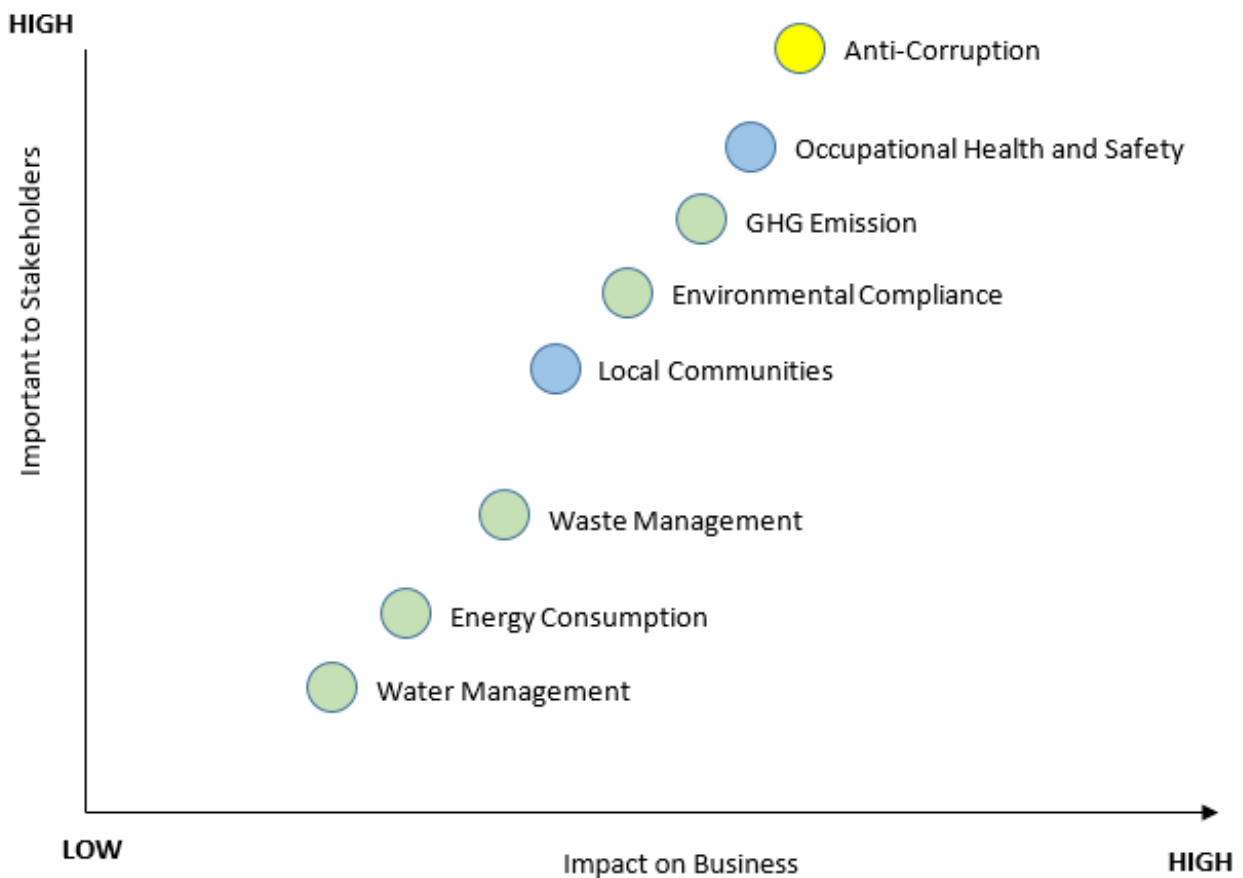 HIGH
Anti-Corruption
Occupational Health and Safety
GHG Emission
Environmental Compliance
Local Communities
Important to Stakeholders
Waste Management
Energy Consumption
Water Management
LOW
Impact on Business
HIGH